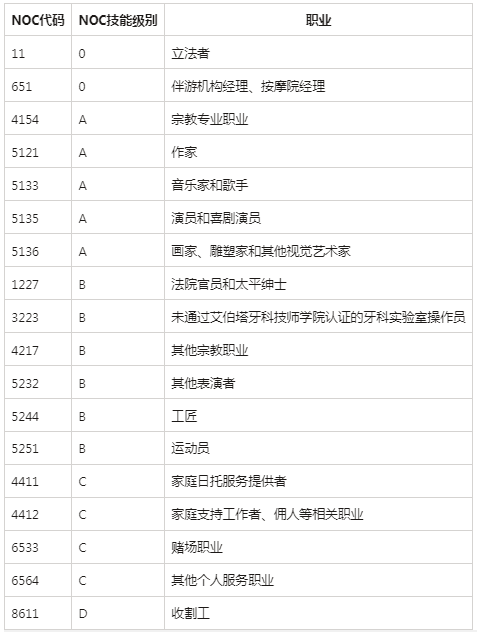 NOC代码 NOC技能级别 职业
11 0 立法者
651 0 伴游机构经理、按摩院经理
4154 A 宗教专业职业
5121 A 作家
5133 A 音乐家和歌手
5135 A 演员和喜剧演员
5136 A 画家、雕塑家和其他视觉艺术家
1227 B 法院官员和太平绅士
3223 B 未通过艾伯塔牙科技师学院认证的牙科实验室操作员
4217 B 其他宗教职业
5232 B 其他表演者
5244 B 工匠
5251 B 运动员
4411 C 家庭日托服务提供者
4412 C 家庭支持工作者、佣人等相关职业
6533 C 赌场职业
6564 C 其他个人服务职业
8611 D 收割工